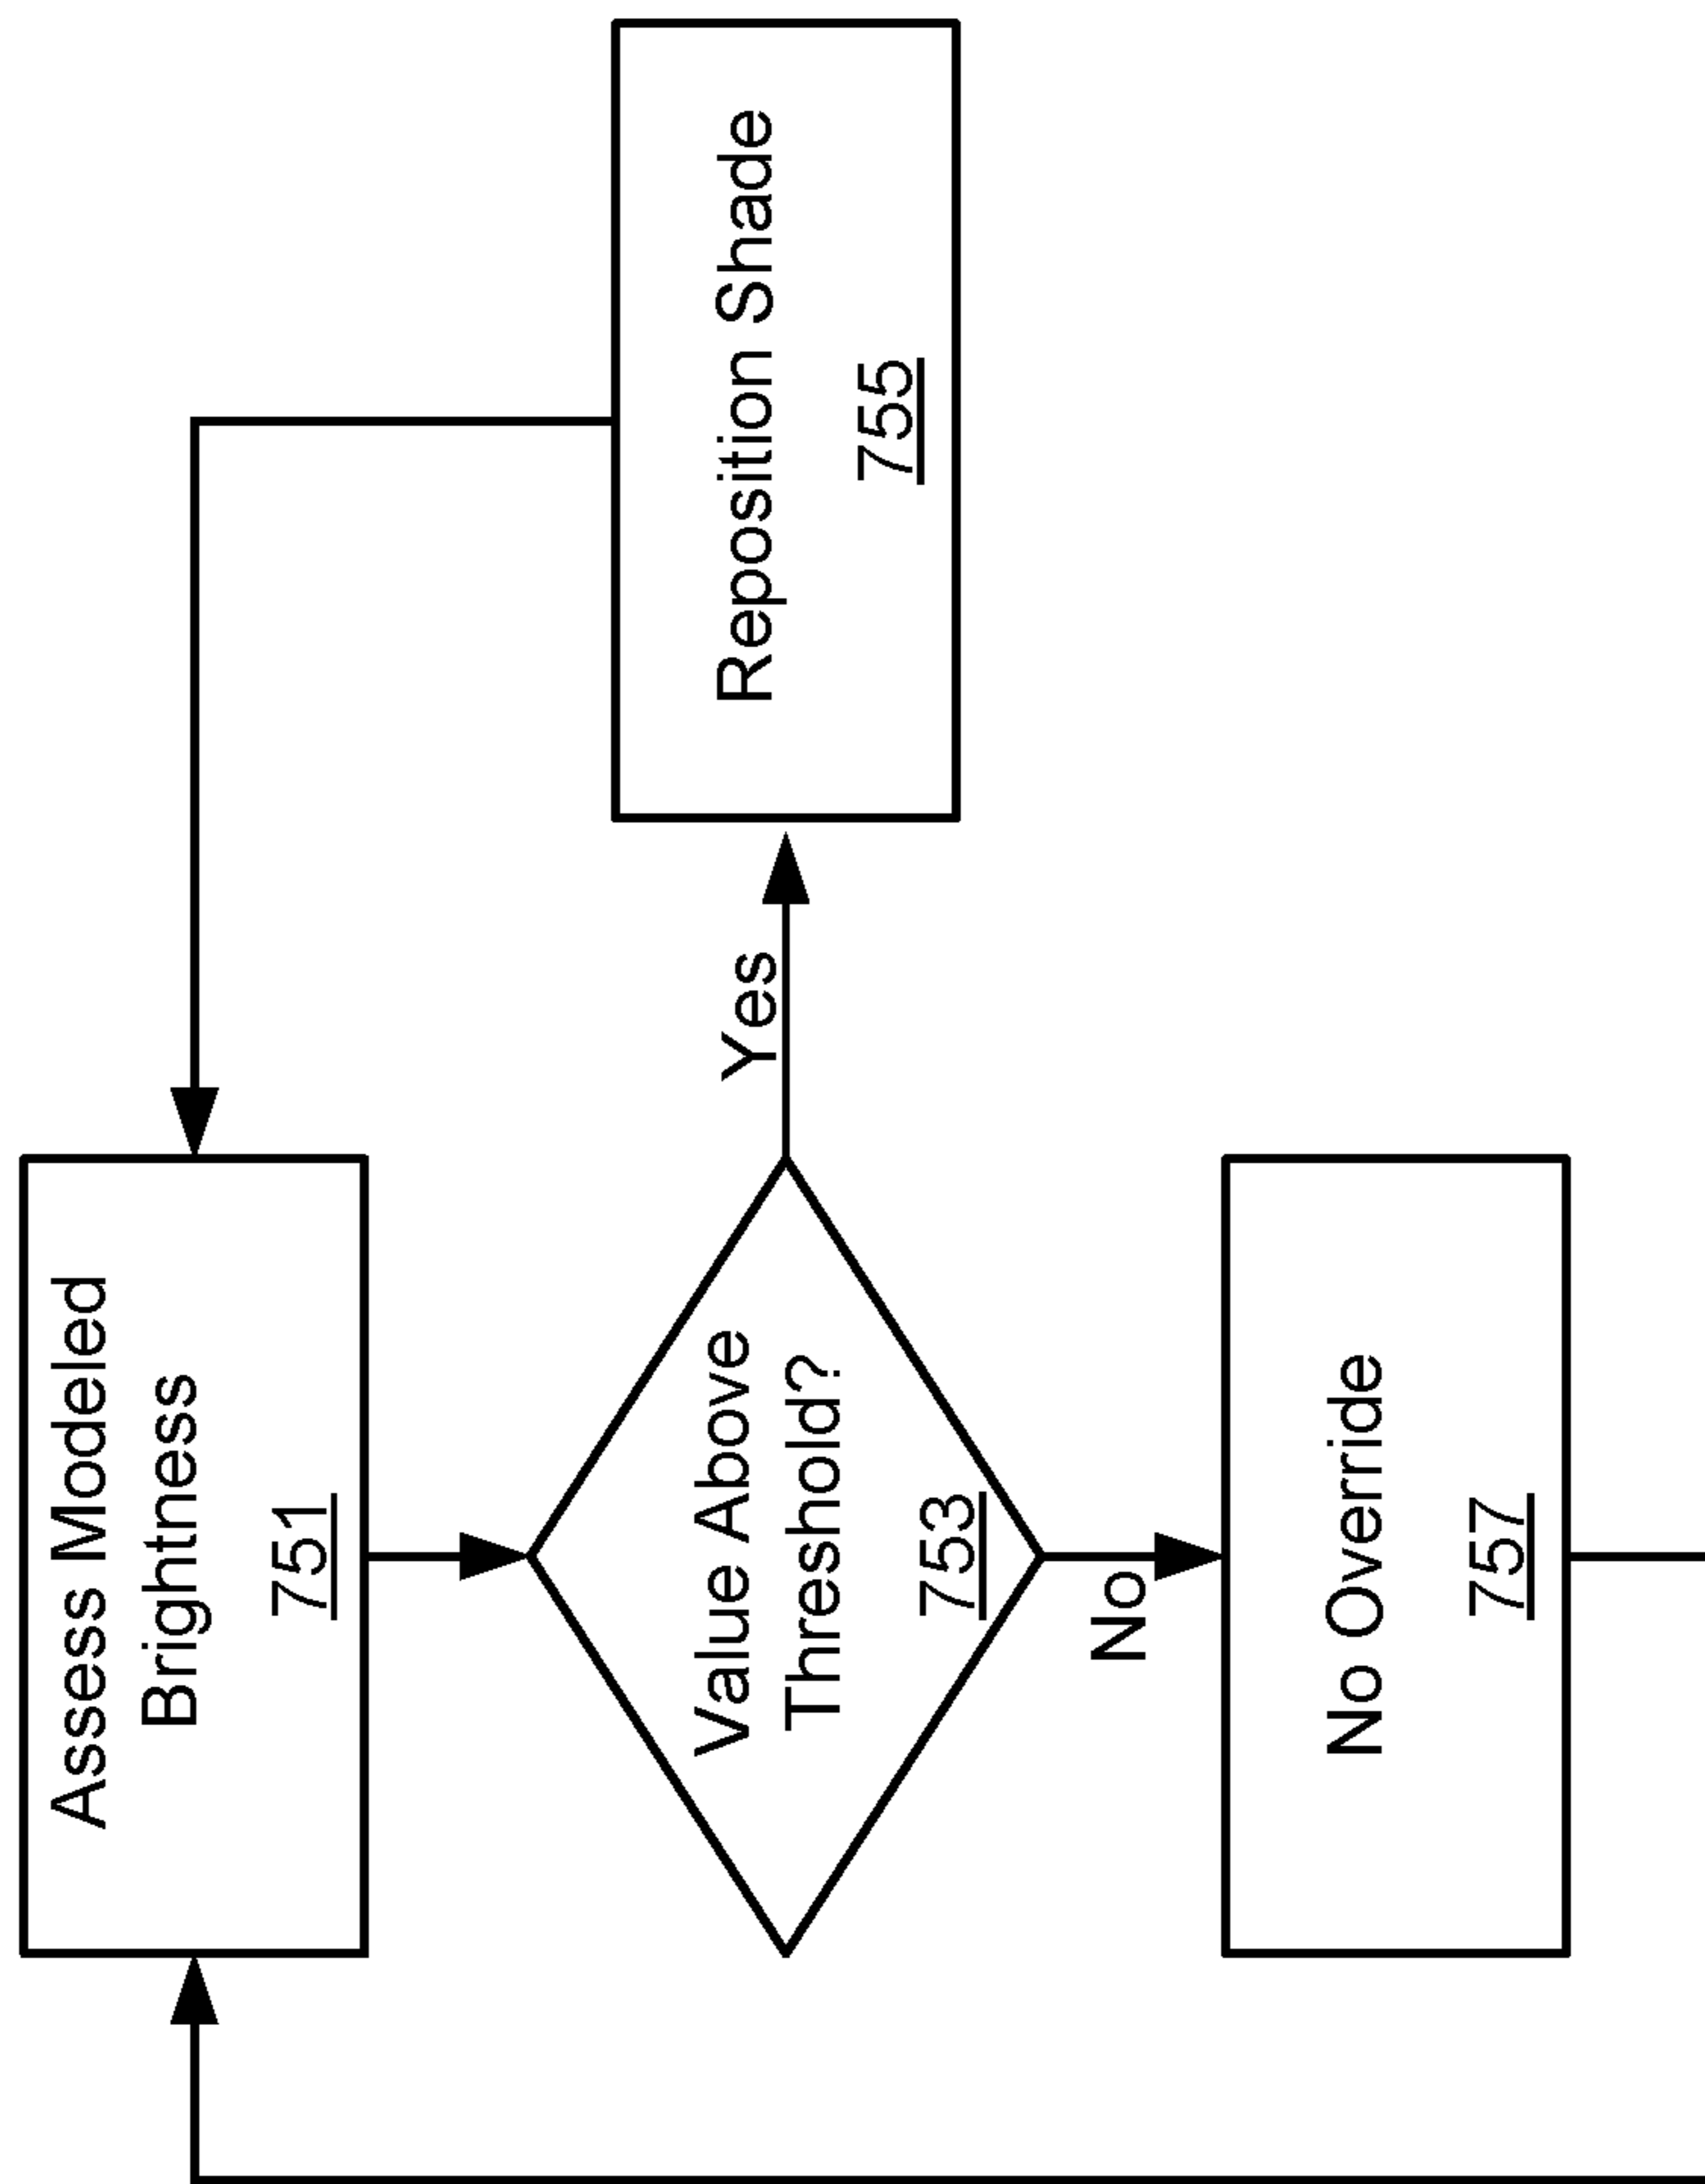 Assess Modeled
Brightness
751
Value Above
Threshold?
753
Yes
Reposition Shade
755
No
No Override
757